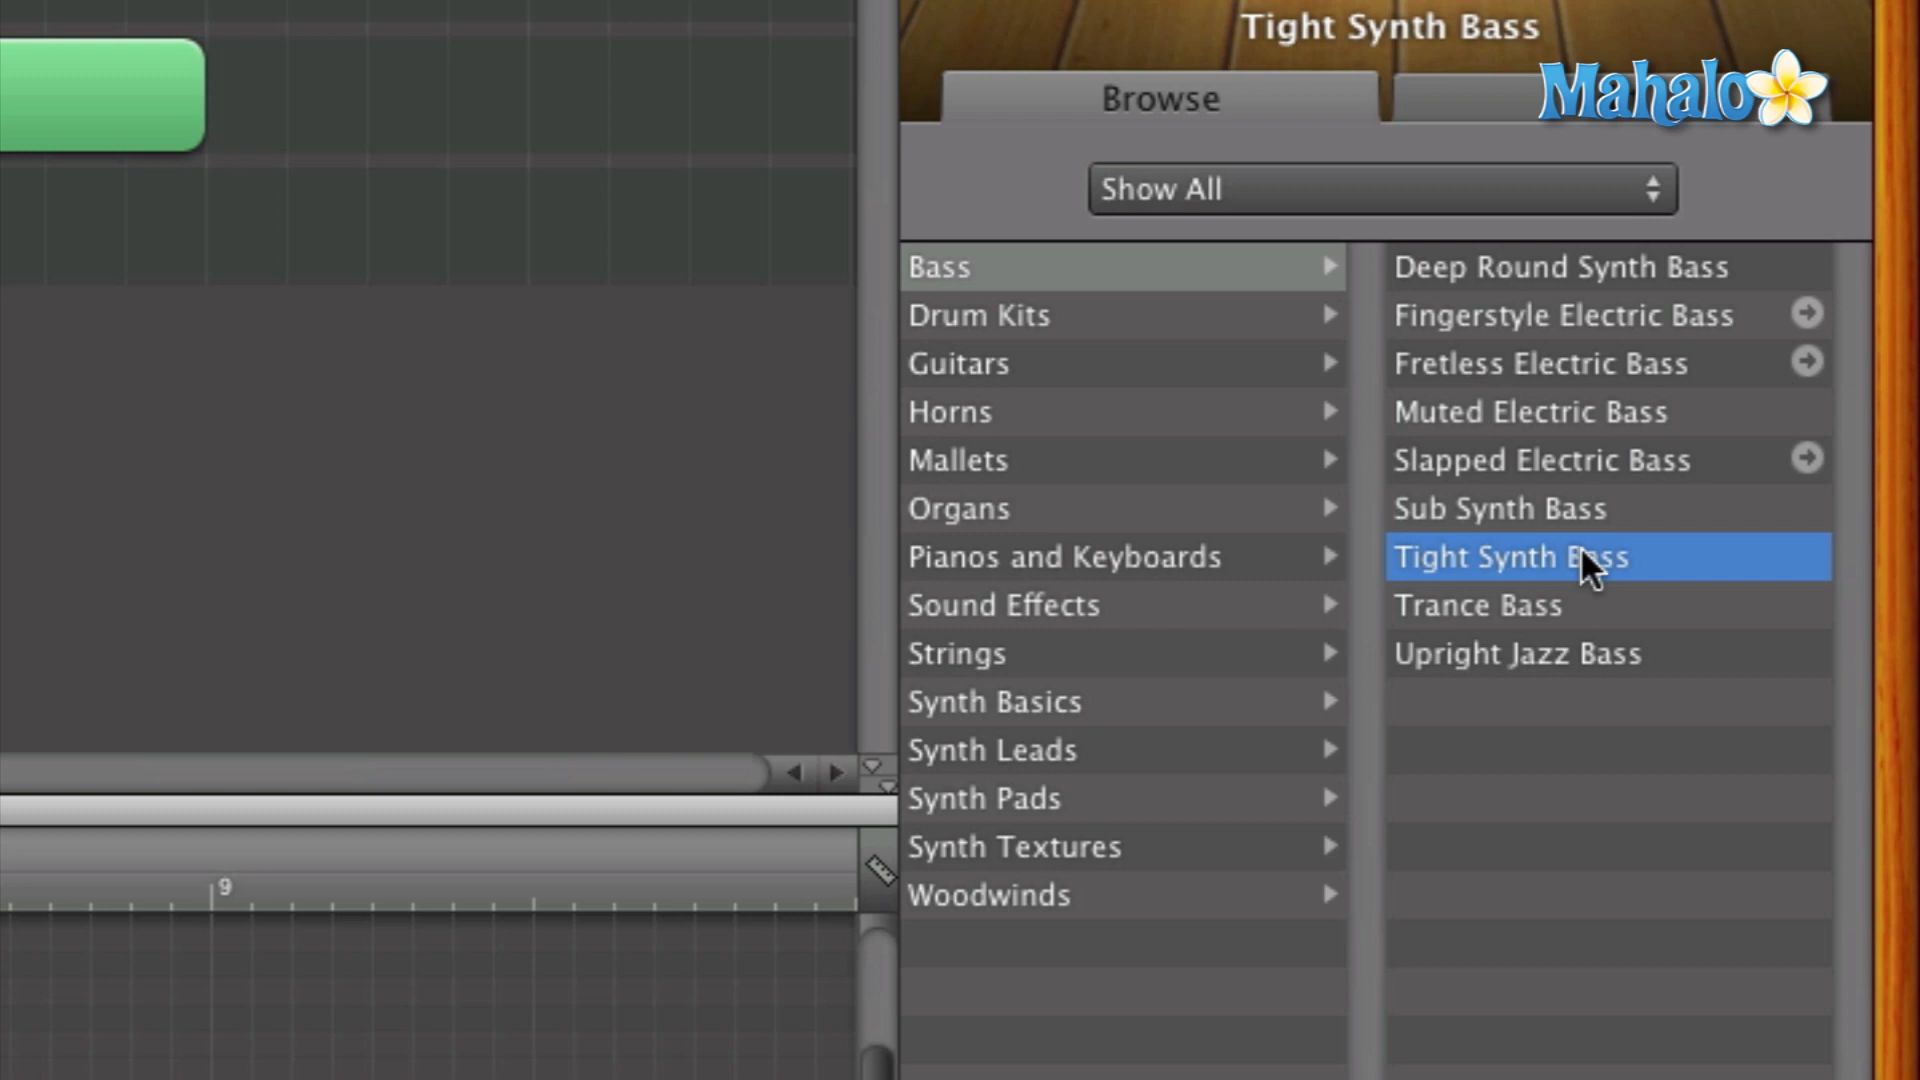 Tight Synth Bass
Mahalo
Browse
Show All
Bass
Drum Kits
Guitars
Horns
Mallets
Organs
Pianos and Keyboards
Sound Effects
Strings
Synth Basics
Synth Leads
Synth Pads
Synth Textures
Woodwinds
Deep Round Synth Bass
Fingerstyle Electric Bass
Fretless Electric Bass
Muted Electric Bass
Slapped Electric Bass
Sub Synth Bass
Tight Synth Bass
Trance Bass
Upright Jazz Bass
9